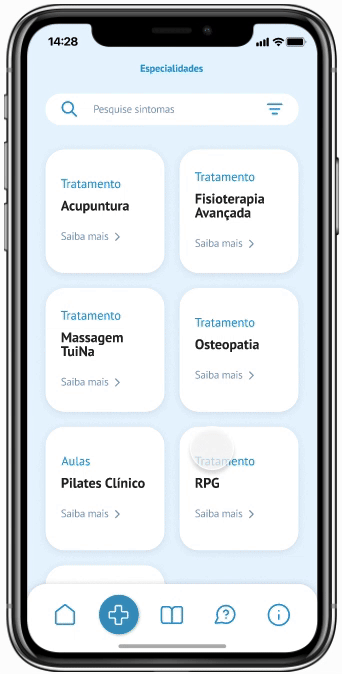 14:28
Especialidades
Pesquise sintomas
Tratamento
Acupuntura
Saiba mais
Tratamento
Fisioterapia
Avançada
Saiba mais
Tratamento
Massagem
TuiNa
Saiba mais
Tratamento
Osteopatia
Saiba mais
Aulas
Pilates Clínico
Saiba mais
Tratamento
RPG
Saiba mais